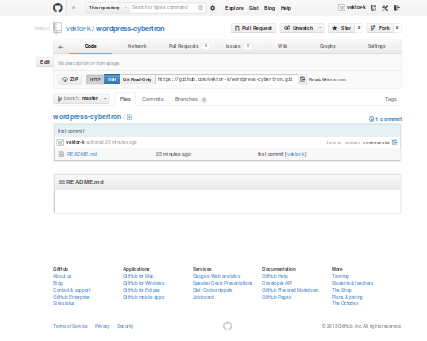 This repository Search or type a command Explore Gist Blog Help vektor-k
PUBLIC vektor-k / wordpress-cybertron Pull Request Unwatch Star 0 Fork 0
Code Network Pull Requests 0 Issues 0 Wiki Graphs Settings
No description or homepage. Edit
ZIP HTTP SSH Git Read-Only https://github.com/vektor-k/wordpress-cybertron.git Read+Write access
branch: master Files Commits Branches 1 Tags
wordpress-cybertron / 1 commit
first commit
vektor-k authored 23 minutes ago
README.md 23 minutes ago first commit [vektor-k]
README.md
GitHub Applications Services Documentation More
About GitHub for Mac Gauges: Web analytics GitHub Help Training
Blog GitHub for Windows Speaker Deck: Presentations Developer API Students & teachers
Contact & support GitHub for Eclipse Gist: Code snippets GitHub Flavored Markdown The Shop
GitHub Enterprise GitHub mobile apps Job board GitHub Pages Plans & pricing
Site status The Octodex
Terms of Service Privacy Security © 2013 GitHub, Inc. All rights reserved.